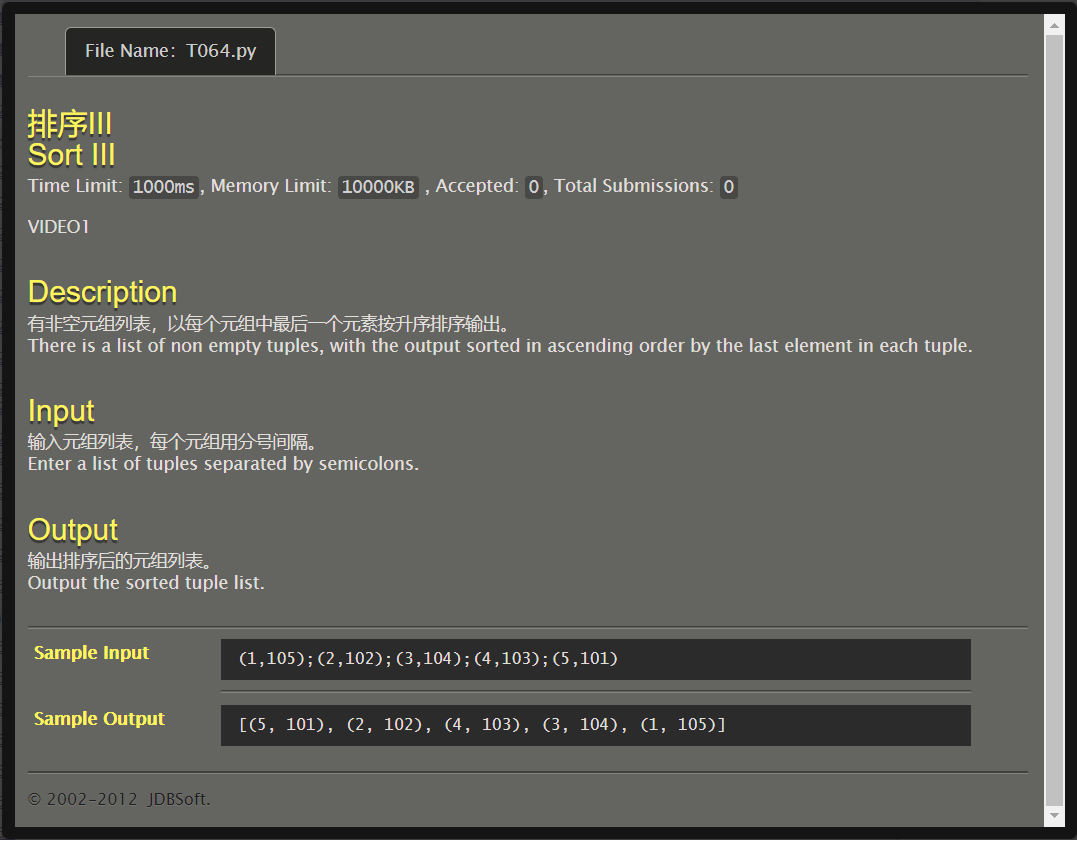 File Name：T064.py
排序III
Sort III
Time Limit: 1000ms, Memory Limit: 10000KB , Accepted: 0, Total Submissions: 0
VIDEO1
Description
有非空元组列表，以每个元组中最后一个元素按升序排序输出。
There is a list of non empty tuples, with the output sorted in ascending order by the last element in each tuple.
Input
输入元组列表，每个元组用分号间隔。
Enter a list of tuples separated by semicolons.
Output
输出排序后的元组列表。
Output the sorted tuple list.
Sample Input
(1,105);(2,102);(3,104);(4,103);(5,101)
Sample Output
[(5, 101), (2, 102), (4, 103), (3, 104), (1, 105)]
© 2002-2012 JDBSoft.